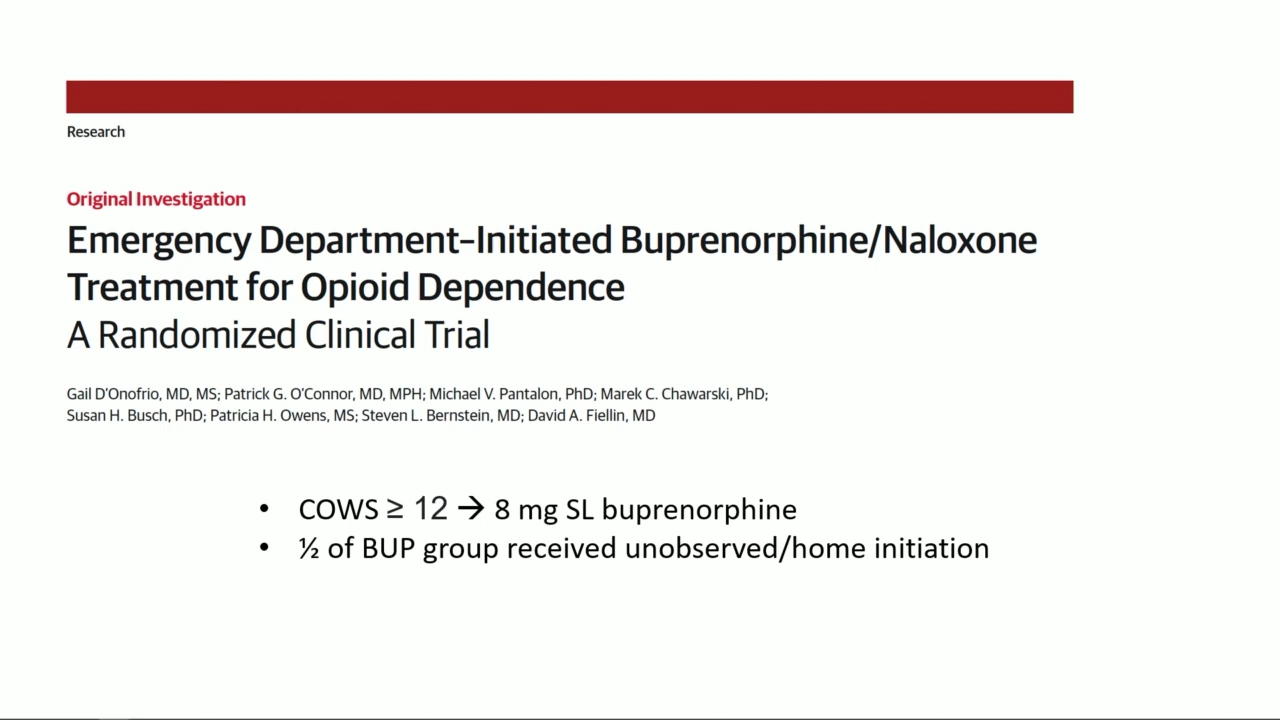 Research
Original Investigation
Emergency Department–Initiated Buprenorphine/Naloxone
Treatment for Opioid Dependence
A Randomized Clinical Trial
Gail D’Onofrio, MD, MS; Patrick G. O’Connor, MD, MPH; Michael V. Pantalon, PhD; Marek C. Chawarski, PhD;
Susan H. Busch, PhD; Patricia H. Owens, MS; Steven L. Bernstein, MD; David A. Fiellin, MD
• COWS ≥ 12 → 8 mg SL buprenorphine
• ½ of BUP group received unobserved/home initiation